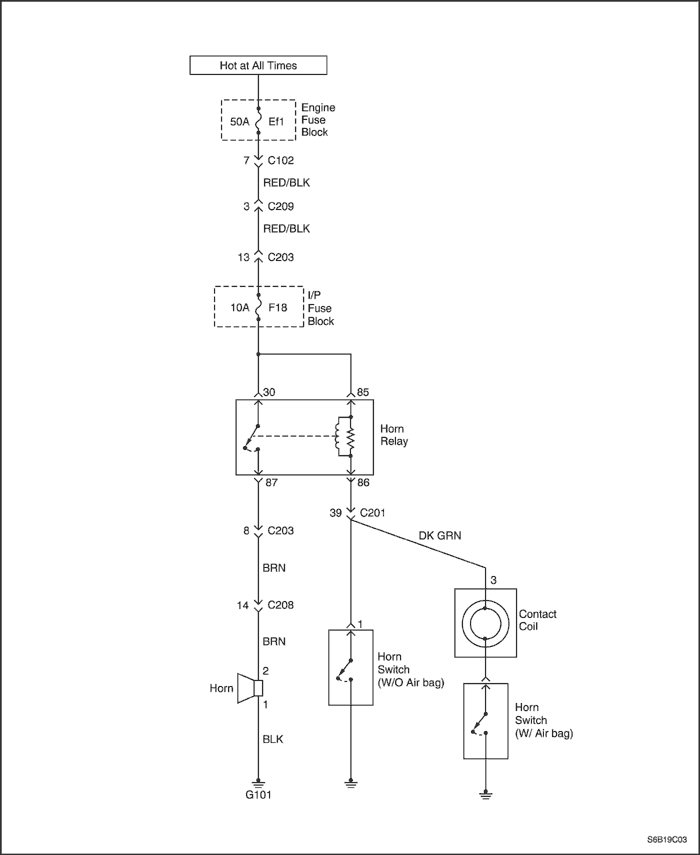 Hot at All Times
50A Ef1
Engine
Fuse
Block
7 C102
RED/BLK
3 C209
RED/BLK
13 C203
10A F18
I/P
Fuse
Block
30 85
Horn
Relay
87 86
39 C201
8 C203
DK GRN
BRN
3
14 C208
Contact
Coil
1
BRN
Horn
Switch
(W/O Air bag)
2
Horn
1
Horn
Switch
(W/ Air bag)
BLK
G101
S6B19C03